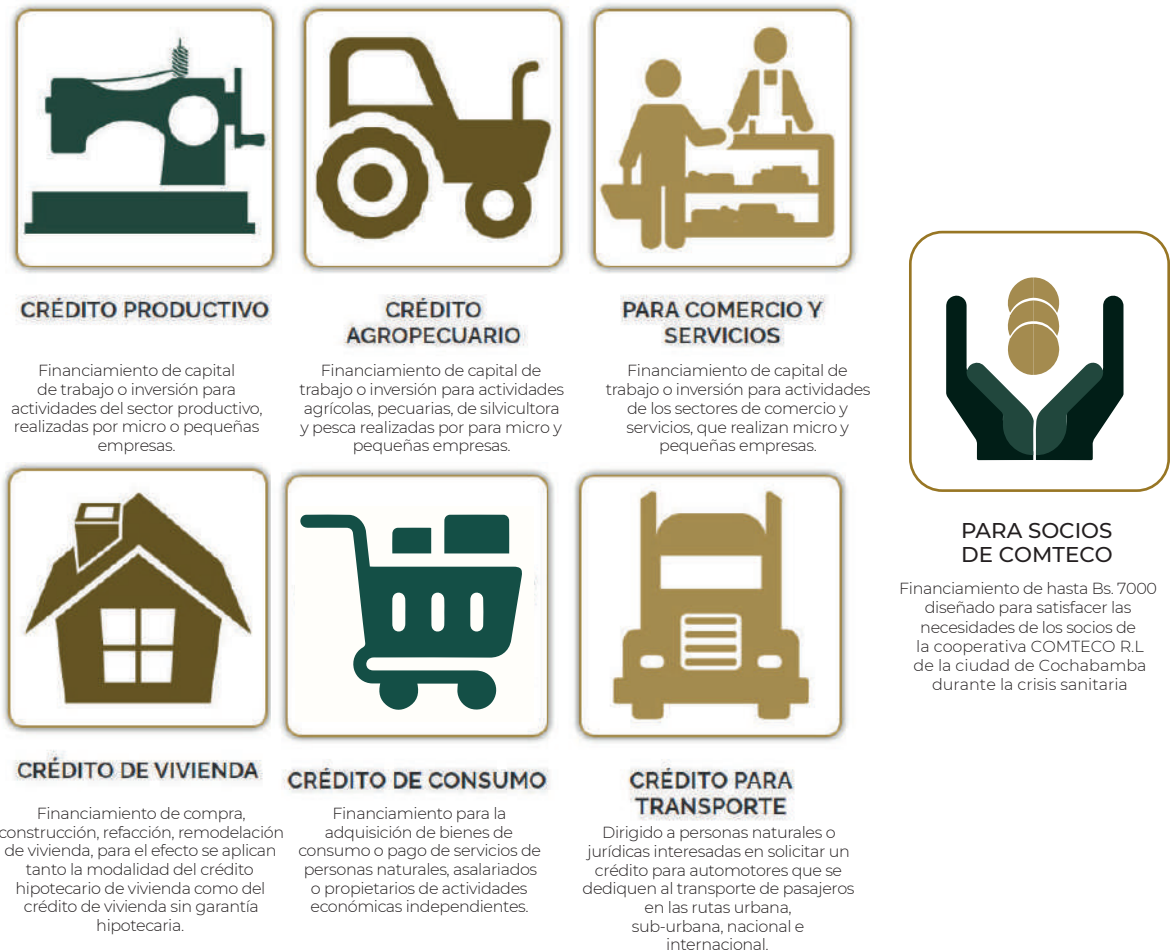 CRÉDITO PRODUCTIVO
Financiamiento de capital
de trabajo o inversión para
actividades del sector productivo,
realizadas por micro o pequeñas
empresas.
CRÉDITO
AGROPECUARIO
Financiamiento de capital de
trabajo o inversión para actividades
agrícolas, pecuarias, de silvicultora
y pesca realizadas por para micro y
pequeñas empresas.
PARA COMERCIO Y
SERVICIOS
Financiamiento de capital de
trabajo o inversión para actividades
de los sectores de comercio y
servicios, que realizan micro y
pequeñas empresas.
CRÉDITO DE VIVIENDA
Financiamiento de compra,
construcción, refacción, remodelación
de vivienda, para el efecto se aplican
tanto la modalidad del crédito
hipotecario de vivienda como del
crédito de vivienda sin garantía
hipotecaria.
CRÉDITO DE CONSUMO
Financiamiento para la
adquisición de bienes de
consumo o pago de servicios de
personas naturales, asalariados
o propietarios de actividades
económicas independientes.
CRÉDITO PARA
TRANSPORTE
Dirigido a personas naturales o
jurídicas interesadas en solicitar un
crédito para automotores que se
dediquen al transporte de pasajeros
en las rutas urbana,
sub-urbana, nacional e
internacional.
PARA SOCIOS
DE COMTECO
Financiamiento de hasta Bs. 7000
diseñado para satisfacer las
necesidades de los socios de
la cooperativa COMTECO R.L
de la ciudad de Cochabamba
durante la crisis sanitaria